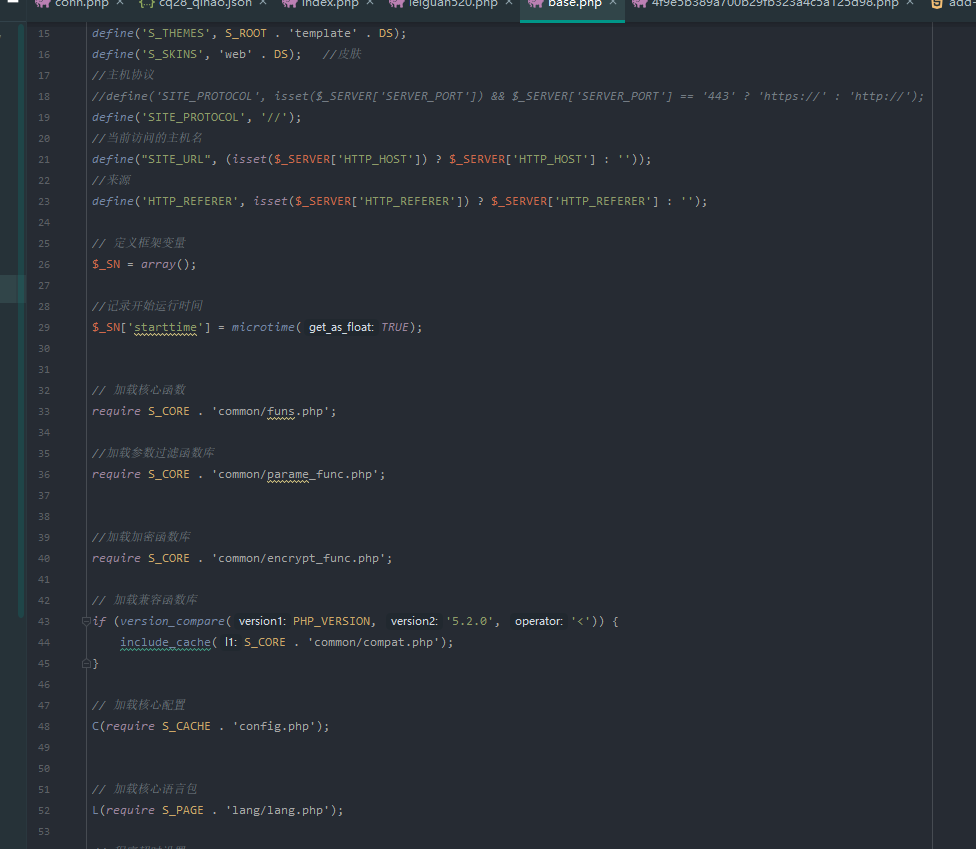 conn.php × cq28_qihao.json × index.php × leiguan520.php × base.php × 4f9e5b389a700b29fb323a4c5a125d98.php × add-
15 define('S_THEMES', S_ROOT . 'template' . DS);
16 define('S_SKINS', 'web' . DS);   //皮肤
17 //主机协议
18 //define('SITE_PROTOCOL', isset($_SERVER['SERVER_PORT']) && $_SERVER['SERVER_PORT'] == '443' ? 'https://' : 'http://');
19 define('SITE_PROTOCOL', '//');
20 //当前访问的主机名
21 define("SITE_URL", (isset($_SERVER['HTTP_HOST']) ? $_SERVER['HTTP_HOST'] : ''));
22 //来源
23 define('HTTP_REFERER', isset($_SERVER['HTTP_REFERER']) ? $_SERVER['HTTP_REFERER'] : '');
24
25 // 定义框架变量
26 $_SN = array();
27
28 //记录开始运行时间
29 $_SN['starttime'] = microtime( get_as_float: TRUE);
30
31
32 // 加载核心函数
33 require S_CORE . 'common/funs.php';
34
35 //加载参数过滤函数库
36 require S_CORE . 'common/parame_func.php';
37
38
39 //加载加密函数库
40 require S_CORE . 'common/encrypt_func.php';
41
42 // 加载兼容函数库
43 if (version_compare( version1: PHP_VERSION, version2: '5.2.0', operator: '<')) {
44 include_cache( l1: S_CORE . 'common/compat.php');
45 }
46
47 // 加载核心配置
48 C(require S_CACHE . 'config.php');
49
50
51 // 加载核心语言包
52 L(require S_PAGE . 'lang/lang.php');
53